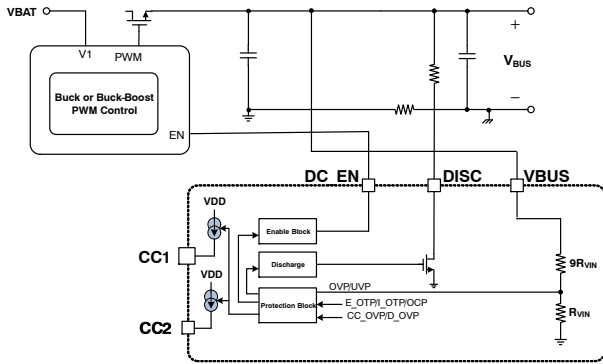 VBAT
V1
PWM
Buck or Buck-Boost
PWM Control
EN
+
VBUS
−
DC_EN
DISC
VBUS
VDD
CC1
VDD
CC2
Enable Block
Discharge
Protection Block
OVP/UVP
E_OTP/I_OTP/OCP
CC_OVP/D_OVP
9RVIN
RVIN